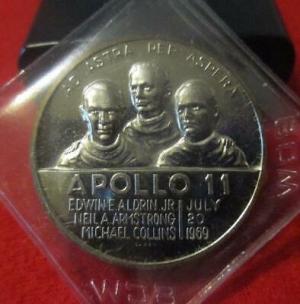 AD ASTRA PER ASPERA
APOLLO 11
EDWIN E. ALDRIN, JR. JULY
NEIL A. ARMSTRONG 20
MICHAEL COLLINS 1969